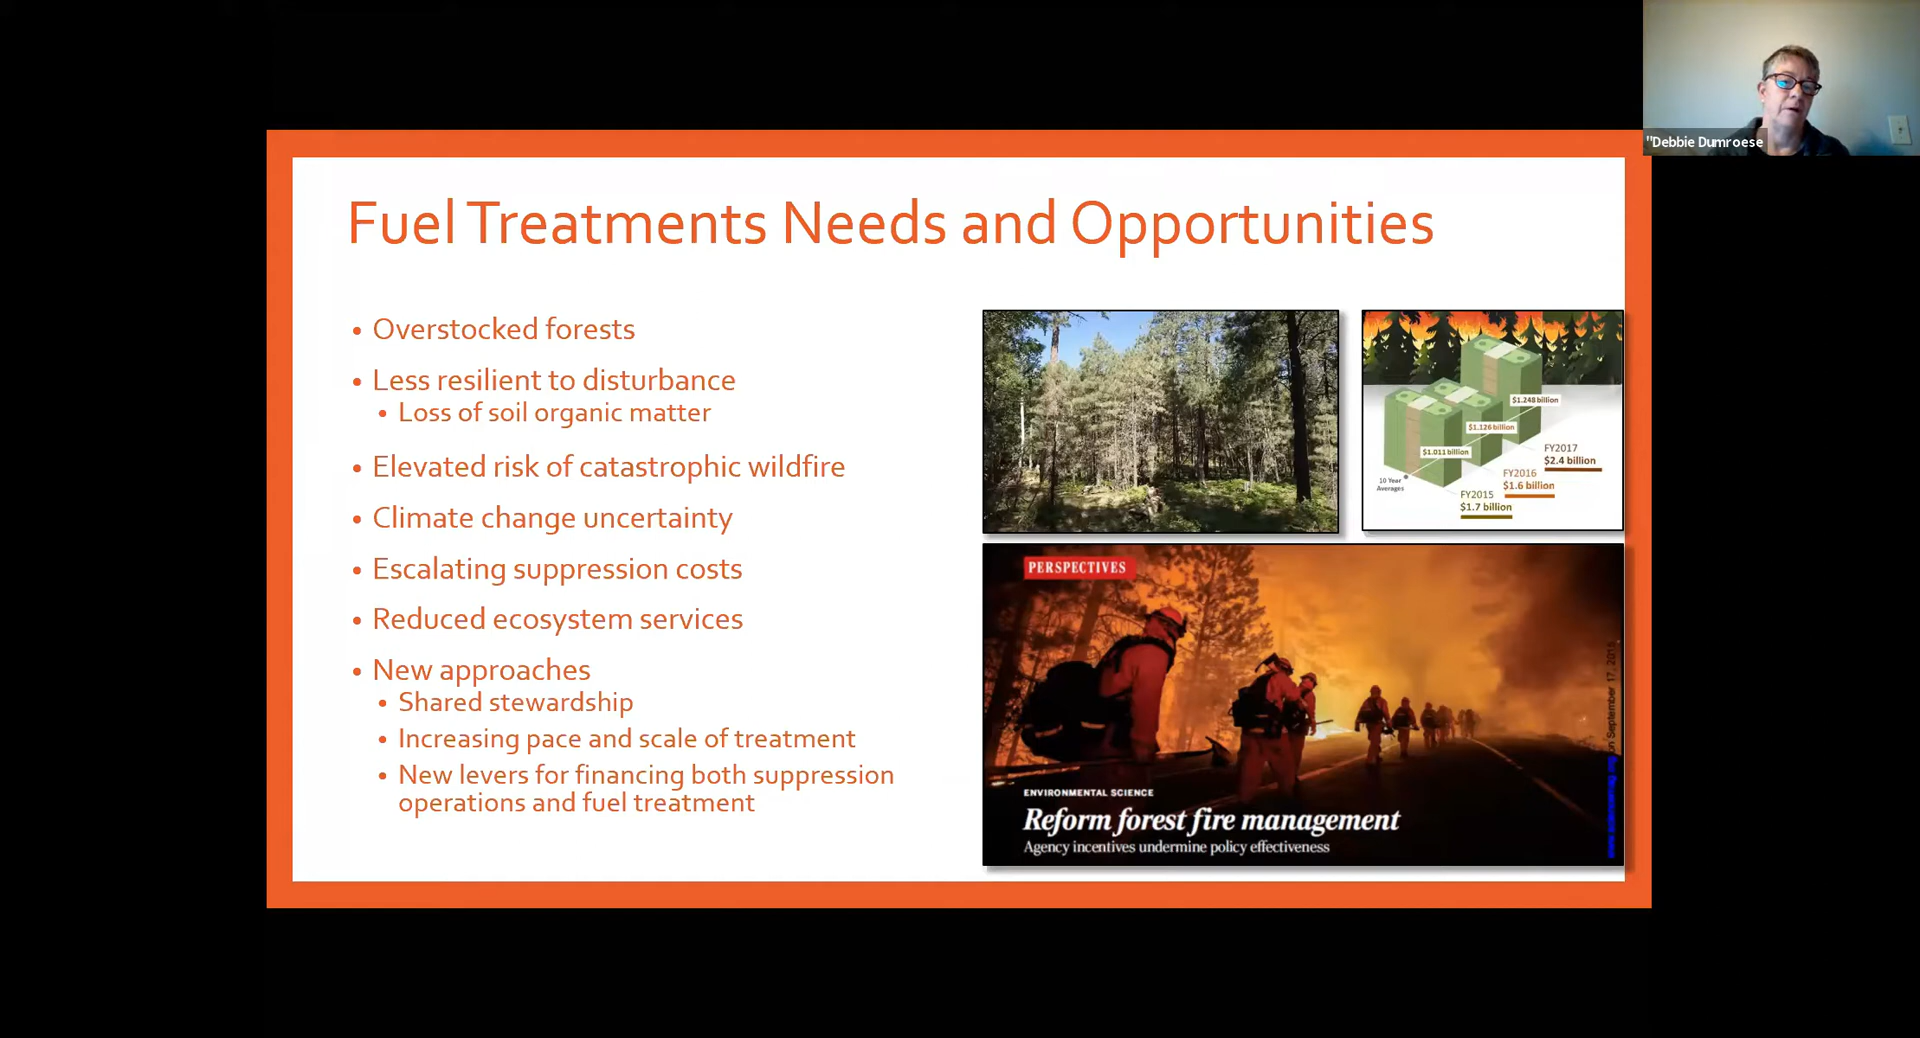 "Debbie Dumroese
Fuel Treatments Needs and Opportunities
• Overstocked forests
• Less resilient to disturbance
• Loss of soil organic matter
• Elevated risk of catastrophic wildfire
• Climate change uncertainty
• Escalating suppression costs
• Reduced ecosystem services
• New approaches
• Shared stewardship
• Increasing pace and scale of treatment
• New levers for financing both suppression
operations and fuel treatment
$1.248 billion
$1.126 billion
$1.011 billion
10 Year
Averages
FY2017
$2.4 billion
FY2016
$1.6 billion
FY2015
$1.7 billion
PERSPECTIVES
ENVIRONMENTAL SCIENCE
Reform forest fire management
Agency incentives undermine policy effectiveness
on September 17, 2015